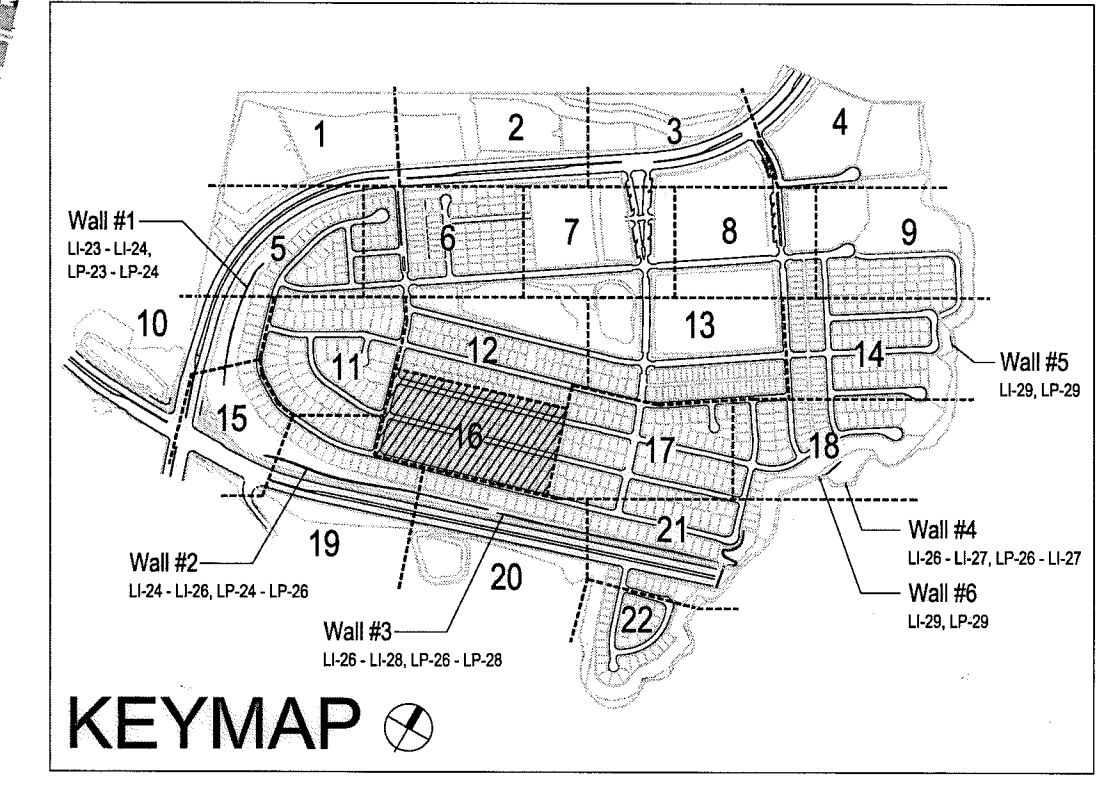 1
2
3
4
Wall #1
LI-23 - LI-24,
LP-23 - LP-24
5
6
7
8
9
10
11
12
13
14
Wall #5
LI-29, LP-29
15
16
17
18
19
20
21
22
Wall #4
LI-26 - LI-27, LP-26 - LI-27
Wall #2
LI-24 - LI-26, LP-24 - LP-26
Wall #6
LI-29, LP-29
Wall #3
LI-26 - LI-28, LP-26 - LP-28
KEYMAP